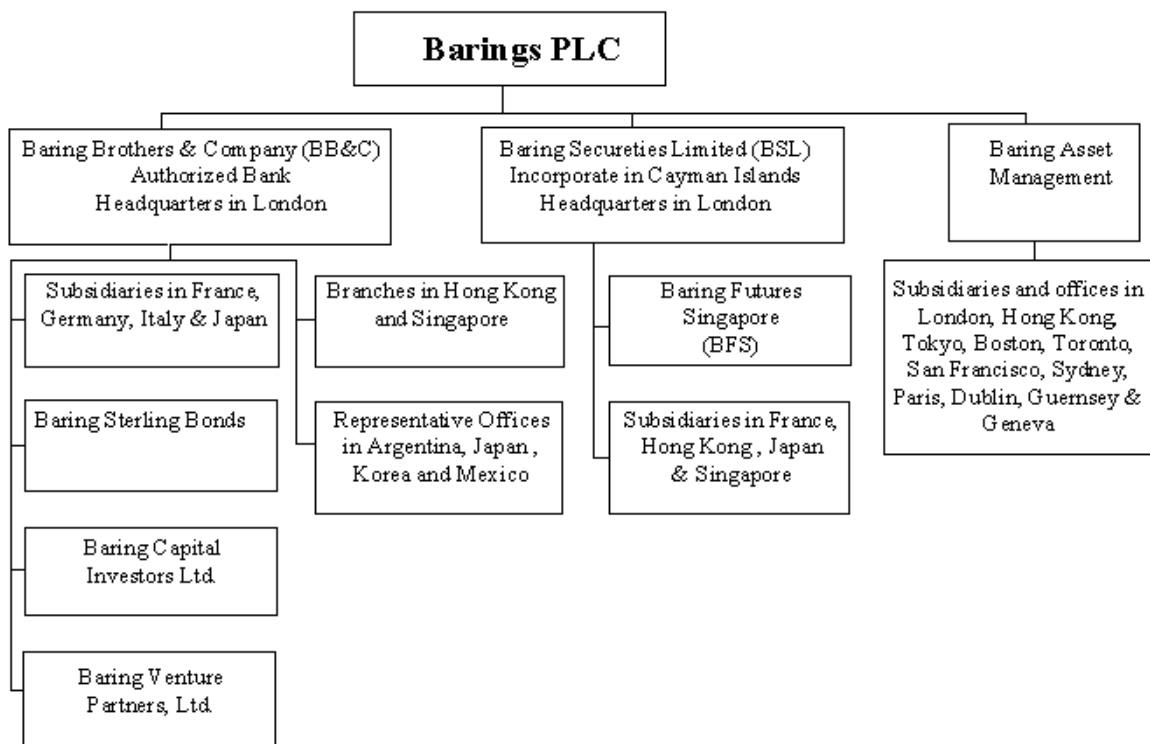 Barings PLC
Baring Brothers & Company (BB&C)
Authorized Bank
Headquarters in London
Baring Secureties Limited (BSL)
Incorporate in Cayman Islands
Headquarters in London
Baring Asset
Management
Subsidiaries in France,
Germany, Italy & Japan
Branches in Hong Kong
and Singapore
Baring Futures
Singapore
(BFS)
Subsidiaries and offices in
London, Hong Kong,
Tokyo, Boston, Toronto,
San Francisco, Sydney,
Paris, Dublin, Guernsey &
Geneva
Baring Sterling Bonds
Representative Offices
in Argentina, Japan ,
Korea and Mexico
Subsidiaries in France,
Hong Kong , Japan
& Singapore
Baring Capital
Investors Ltd.
Baring Venture
Partners, Ltd.